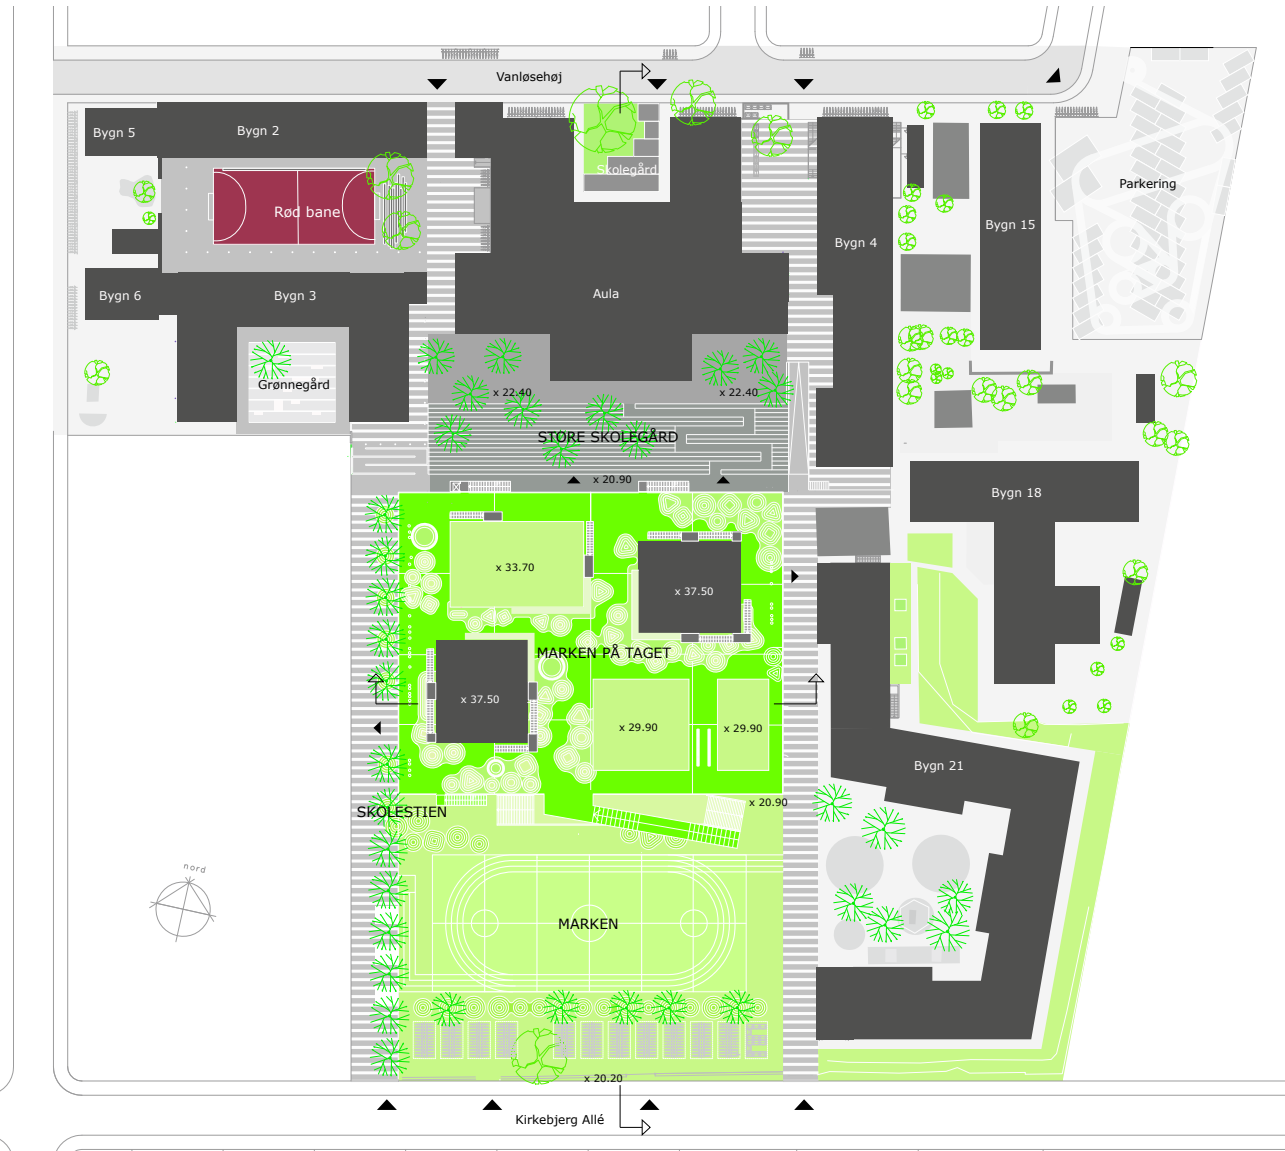 Vanløsehøj
Bygn 5
Bygn 2
Skolegård
Parkering
Rød bane
Bygn 15
Bygn 4
Bygn 6
Bygn 3
Aula
Grønnegård
x 22.40
x 22.40
STORE SKOLEGÅRD
x 20.90
Bygn 18
x 33.70
x 37.50
MARKEN PÅ TAGET
x 37.50
x 29.90
x 29.90
Bygn 21
x 20.90
SKOLESTIEN
nord
MARKEN
x 20.20
Kirkebjerg Allé